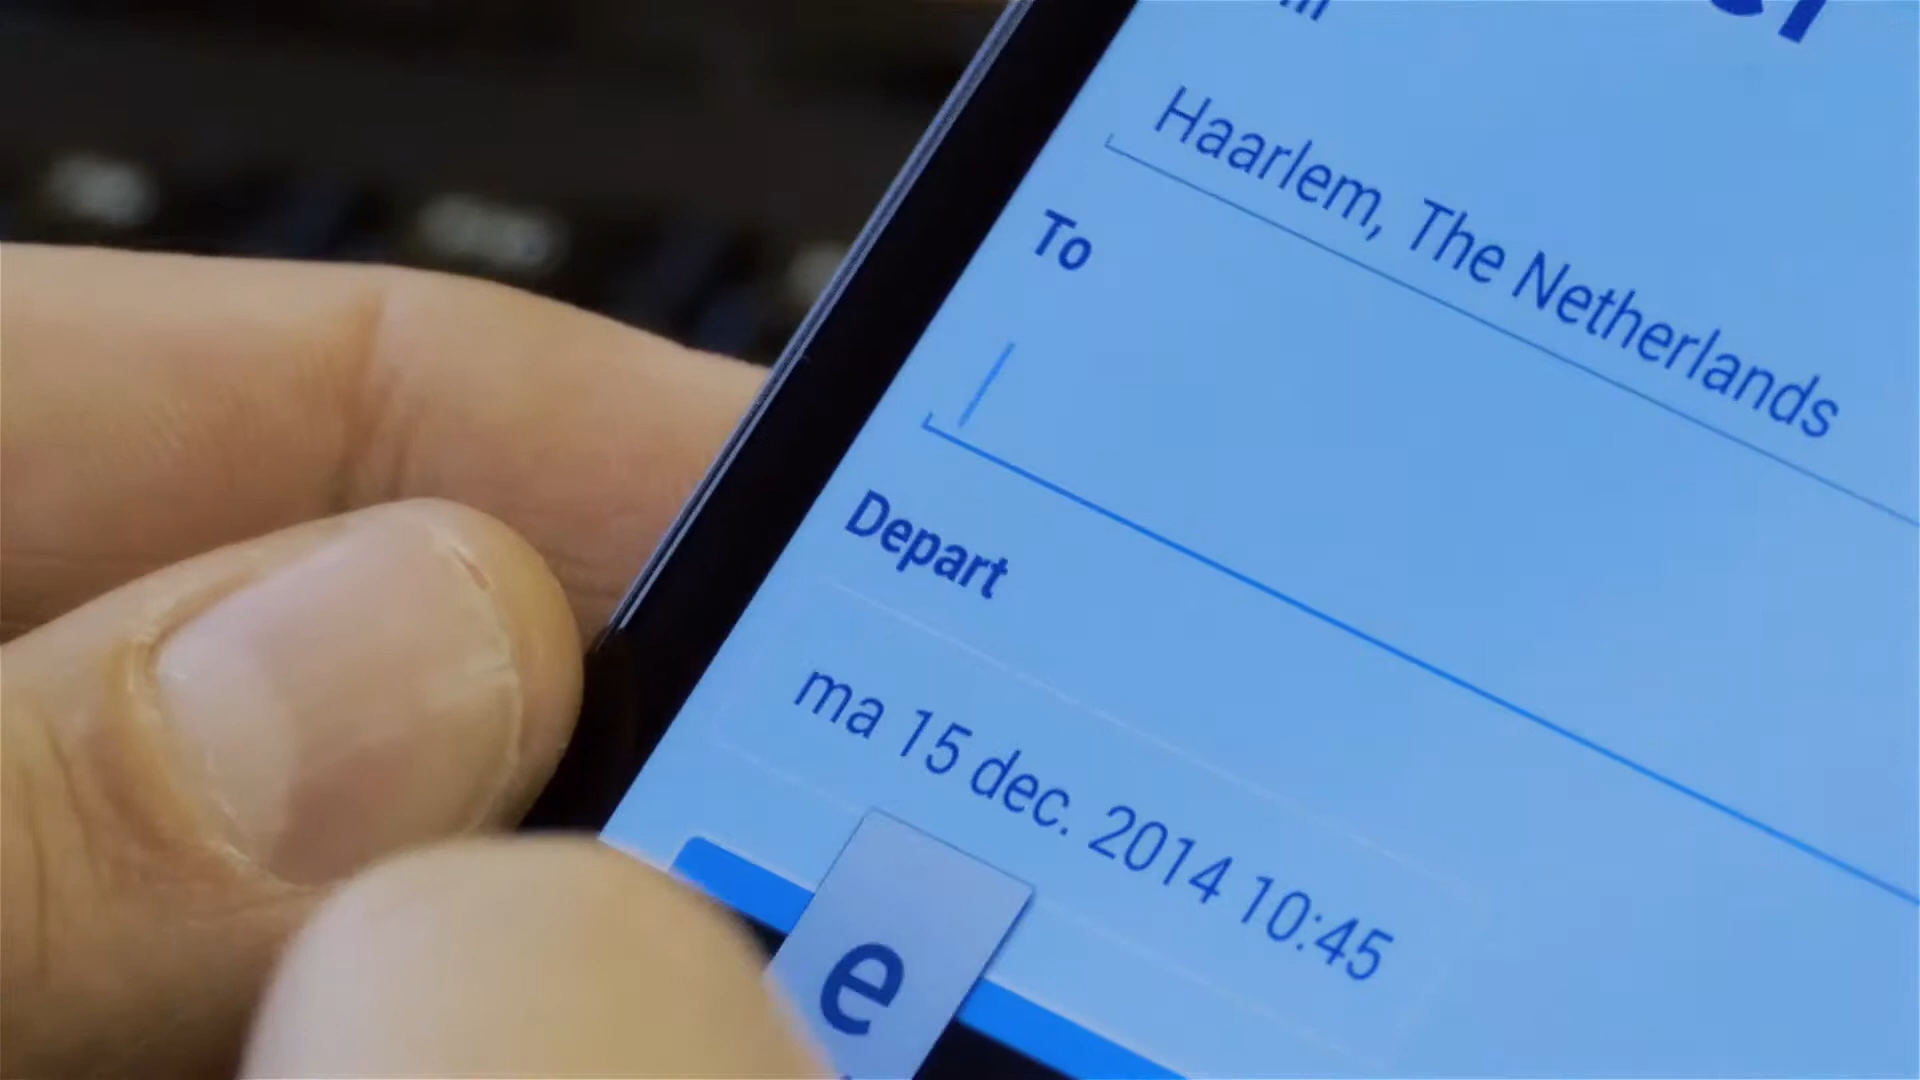 Haarlem, The Netherlands
To
Depart
ma 15 dec. 2014 10:45
e